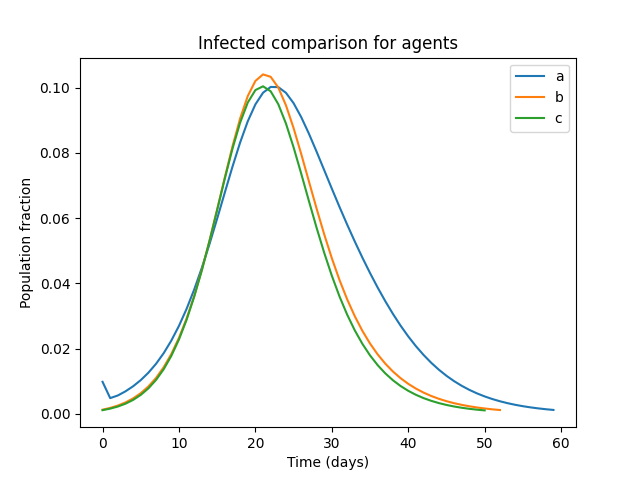 Infected comparison for agents
a
b
c
Population fraction
0.10
0.08
0.06
0.04
0.02
0.00
0 10 20 30 40 50 60
Time (days)